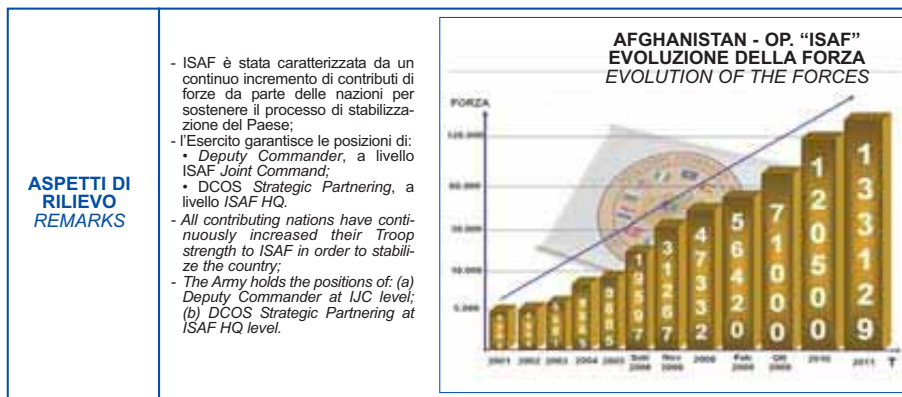 ASPETTI DI
RILIEVO
REMARKS
- ISAF è stata caratterizzata da un
continuo incremento di contributi di
forze da parte delle nazioni per
sostenere il processo di stabilizza-
zione del Paese;
- l'Esercito garantisce le posizioni di:
• Deputy Commander, a livello
ISAF Joint Command;
• DCOS Strategic Partnering, a
livello ISAF HQ.
- All contributing nations have conti-
nuously increased their Troop
strength to ISAF in order to stabili-
ze the country;
- The Army holds the positions of: (a)
Deputy Commander at IJC level;
(b) DCOS Strategic Partnering at
ISAF HQ level.
AFGHANISTAN - OP. “ISAF”
EVOLUZIONE DELLA FORZA
EVOLUTION OF THE FORCES
FORZA
120.000
30.000
10.000
5.000
19597
31267
47332
56420
71000
120500
133129
2001 2002 2003 2004 2005 2008 2010 2011 T